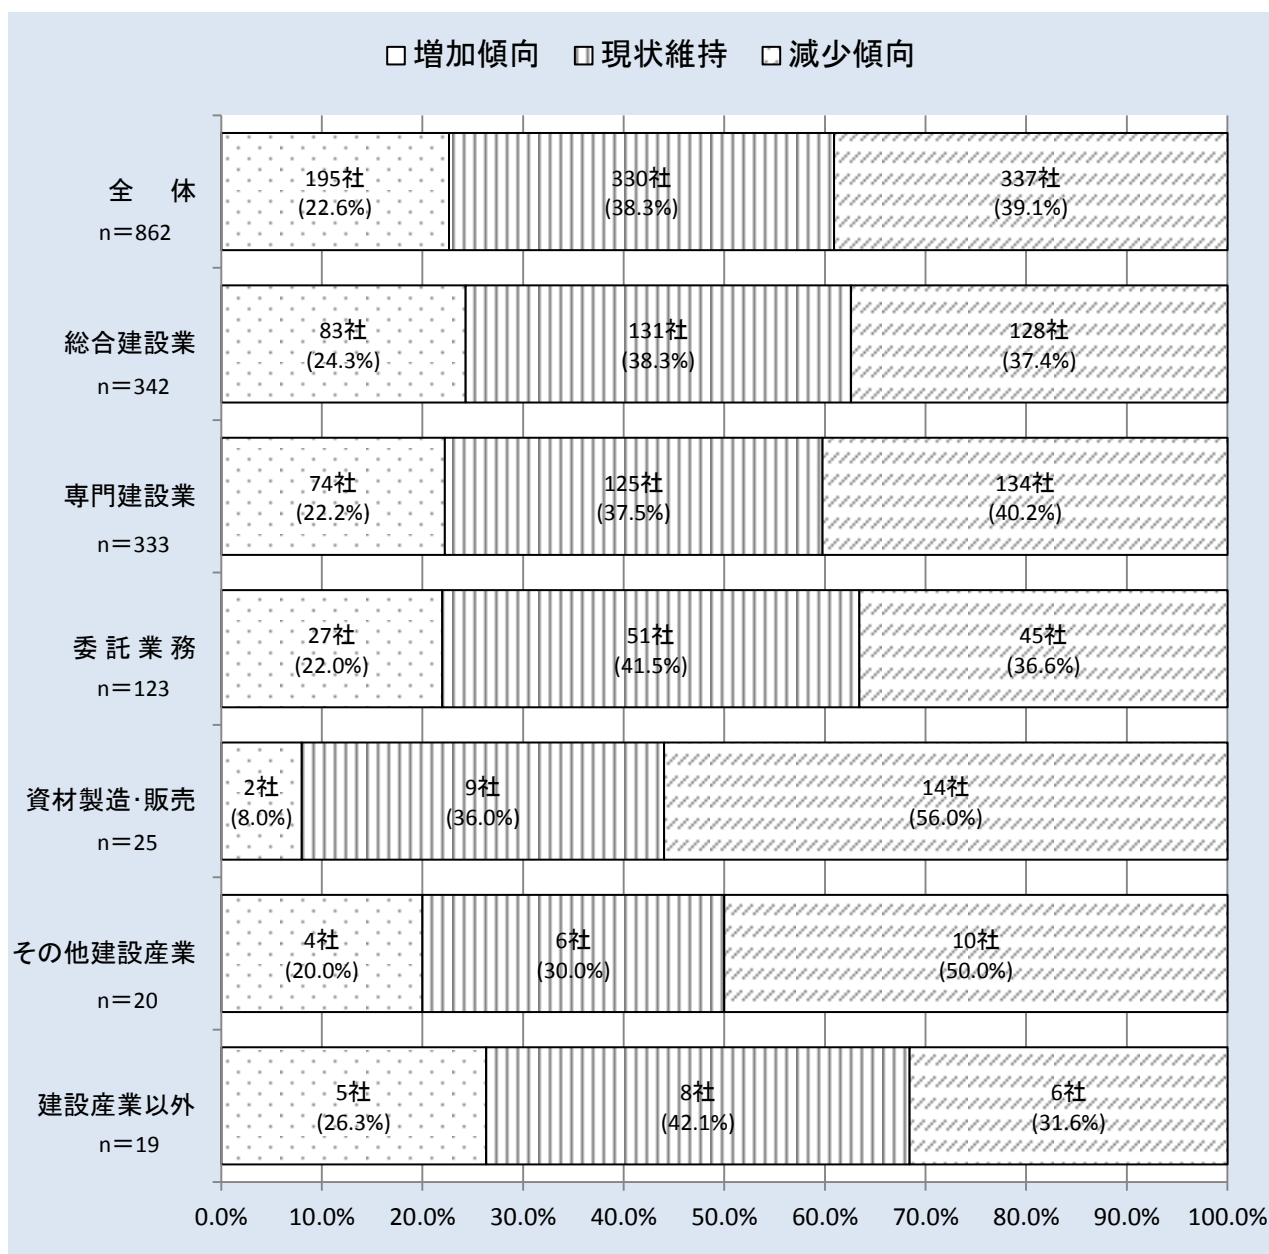 □増加傾向 □現状維持 □減少傾向
全 体
n＝862
195社
(22.6%)
330社
(38.3%)
337社
(39.1%)
総合建設業
n＝342
83社
(24.3%)
131社
(38.3%)
128社
(37.4%)
専門建設業
n＝333
74社
(22.2%)
125社
(37.5%)
134社
(40.2%)
委 託 業 務
n＝123
27社
(22.0%)
51社
(41.5%)
45社
(36.6%)
資材製造･販売
n＝25
2社
(8.0%)
9社
(36.0%)
14社
(56.0%)
その他建設産業
n＝20
4社
(20.0%)
6社
(30.0%)
10社
(50.0%)
建設産業以外
n＝19
5社
(26.3%)
8社
(42.1%)
6社
(31.6%)
0.0% 10.0% 20.0% 30.0% 40.0% 50.0% 60.0% 70.0% 80.0% 90.0% 100.0%